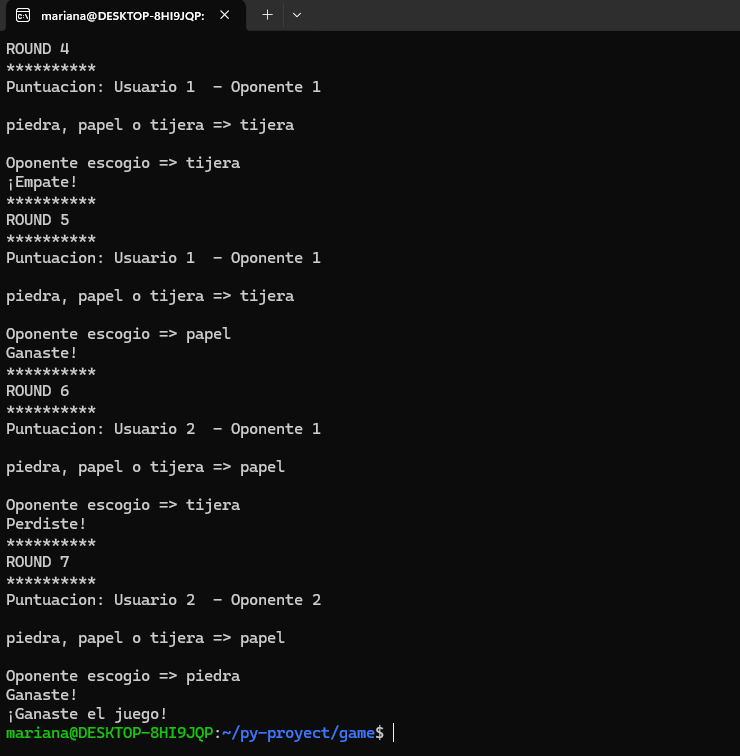 mariana@DESKTOP-8HI9JQP:
ROUND 4
**********
Puntuacion: Usuario 1  - Oponente 1
piedra, papel o tijera => tijera
Oponente escogio => tijera
¡Empate!
**********
ROUND 5
**********
Puntuacion: Usuario 1  - Oponente 1
piedra, papel o tijera => tijera
Oponente escogio => papel
Ganaste!
**********
ROUND 6
**********
Puntuacion: Usuario 2  - Oponente 1
piedra, papel o tijera => papel
Oponente escogio => tijera
Perdiste!
**********
ROUND 7
**********
Puntuacion: Usuario 2  - Oponente 2
piedra, papel o tijera => papel
Oponente escogio => piedra
Ganaste!
¡Ganaste el juego!
mariana@DESKTOP-8HI9JQP:~/py-proyect/game$